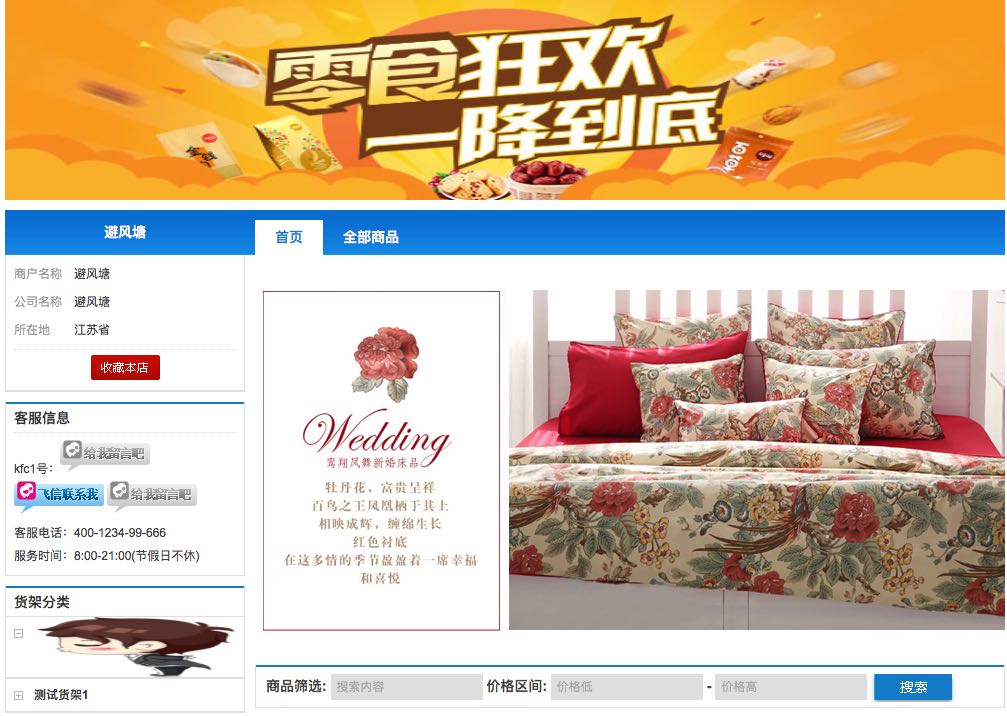 零食狂欢
一降到底
避风塘
首页
全部商品
商户名称 避风塘
公司名称 避风塘
所在地 江苏省
收藏本店
客服信息
kfc1号：
给我留言吧
飞信联系我
给我留言吧
客服电话：400-1234-99-666
服务时间：8:00-21:00(节假日不休)
货架分类
测试货架1
Wedding
鸾翔凤舞新婚床品
牡丹花，富贵呈祥
百鸟之王凤凰栖于其上
相映成辉，缠绵生长
红色衬底
在这多情的季节盈盈着一席幸福
和喜悦
商品筛选: 搜索内容 价格区间: 价格低 - 价格高 搜索